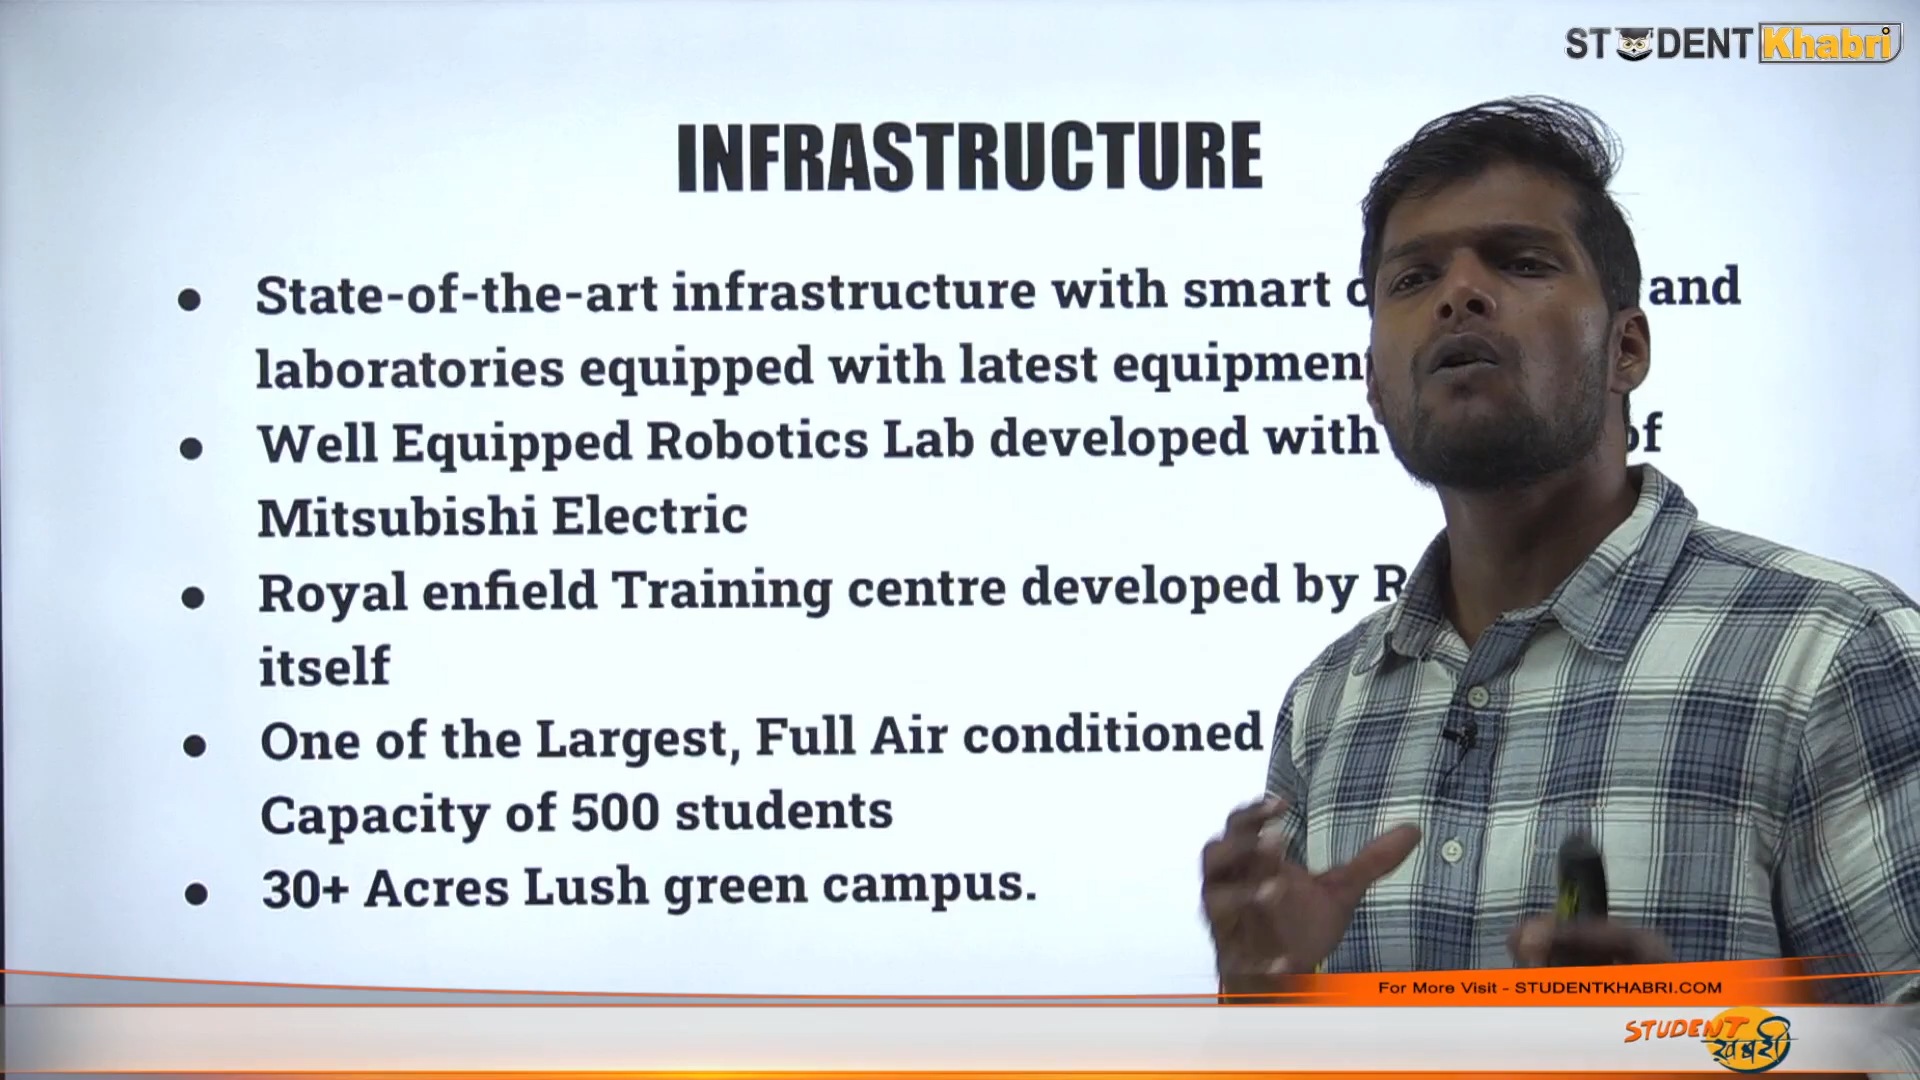 STUDENT Khabri
INFRASTRUCTURE
● State-of-the-art infrastructure with smart and
laboratories equipped with latest
● Well Equipped Robotics Lab developed with of
Mitsubishi Electric
● Royal enfield Training centre developed by
itself
● One of the Largest, Full Air conditioned
Capacity of 500 students
● 30+ Acres Lush green campus.
For More Visit - STUDENTKHABRI.COM
STUDENT
खबरी